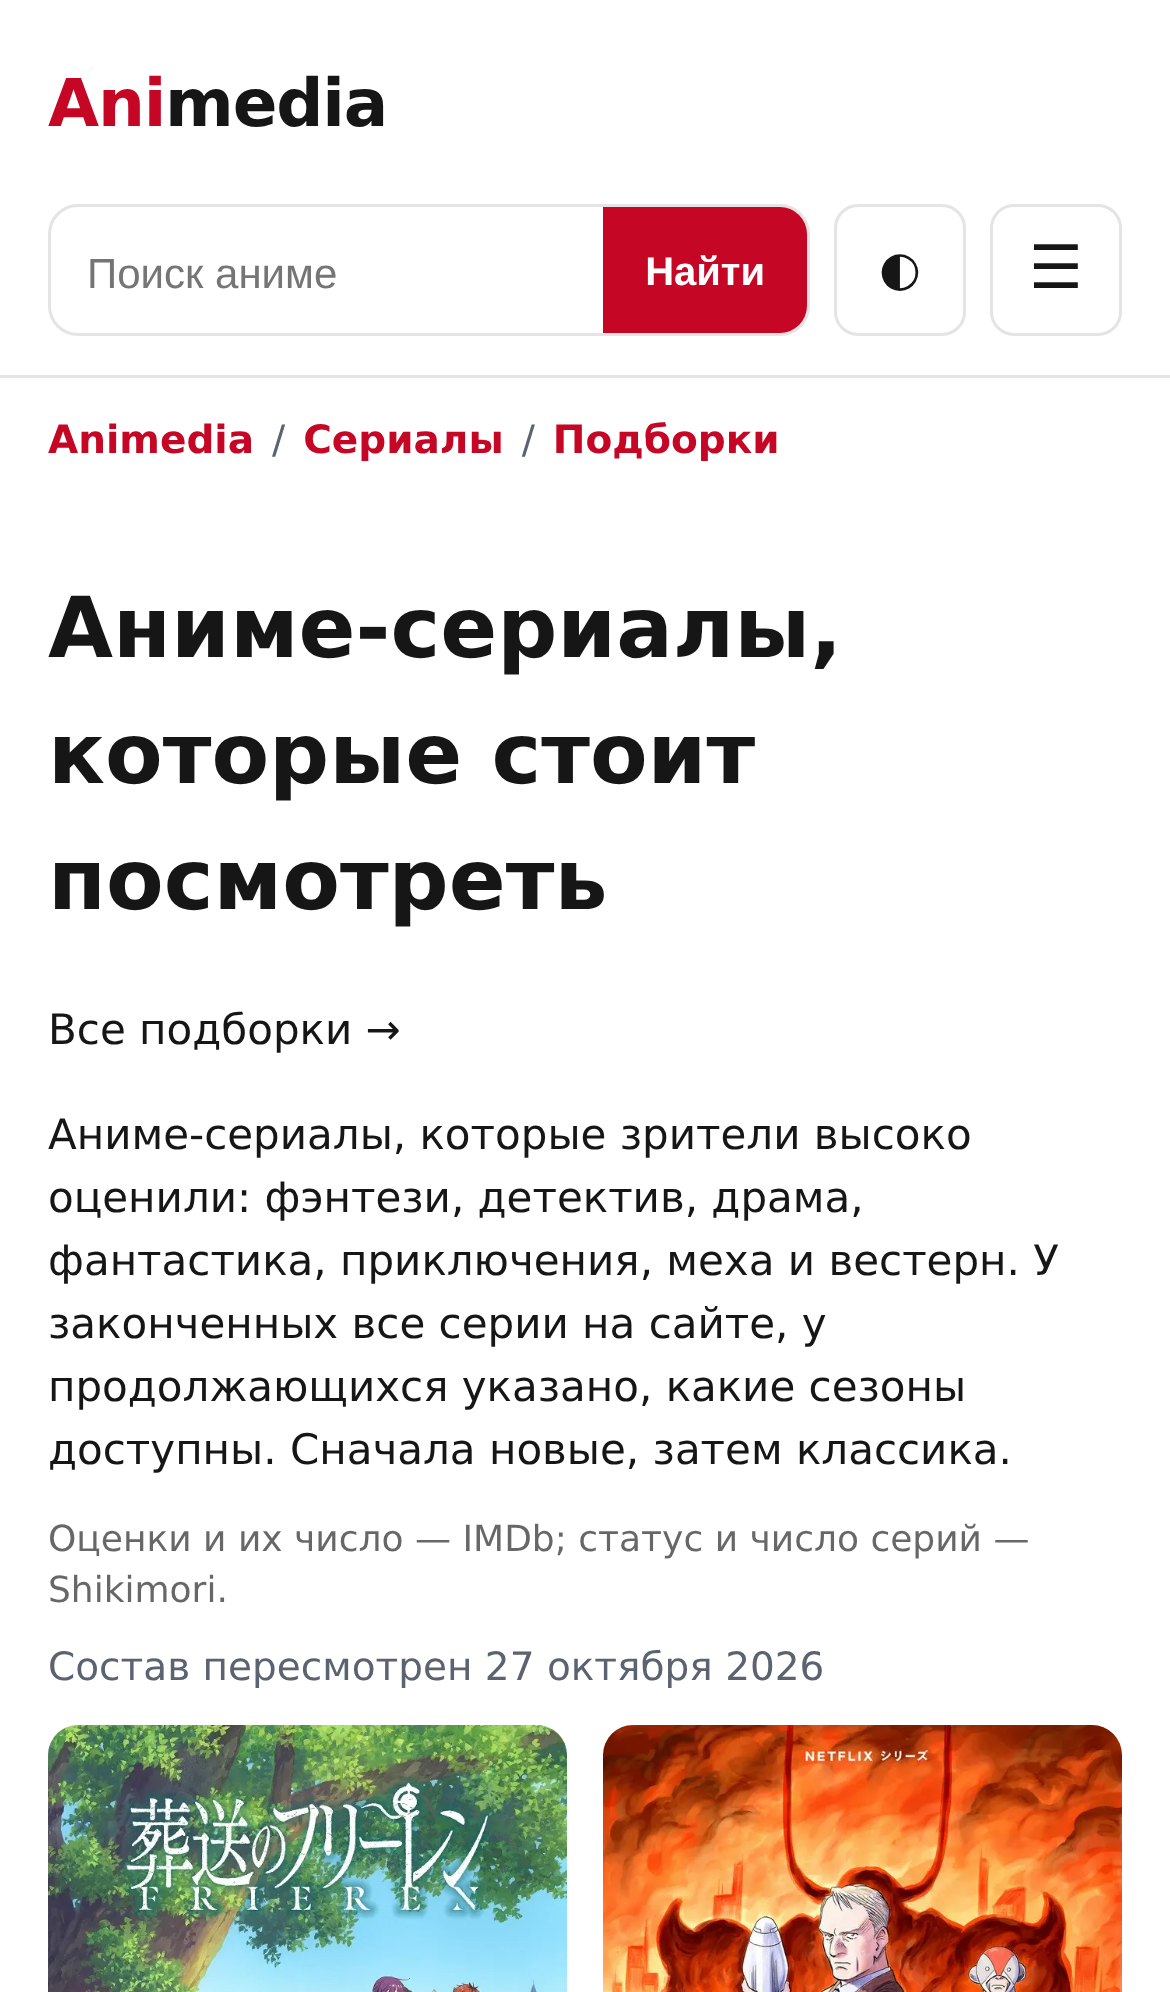 Animedia
Поиск аниме
Найти
Animedia / Сериалы / Подборки
Аниме-сериалы,
которые стоит
посмотреть
Все подборки →
Аниме-сериалы, которые зрители высоко
оценили: фэнтези, детектив, драма,
фантастика, приключения, меха и вестерн. У
законченных все серии на сайте, у
продолжающихся указано, какие сезоны
доступны. Сначала новые, затем классика.
Оценки и их число — IMDb; статус и число серий —
Shikimori.
Состав пересмотрен 27 октября 2026
葬送のフリーレン
FRIEREN
NETFLIX シリーズ